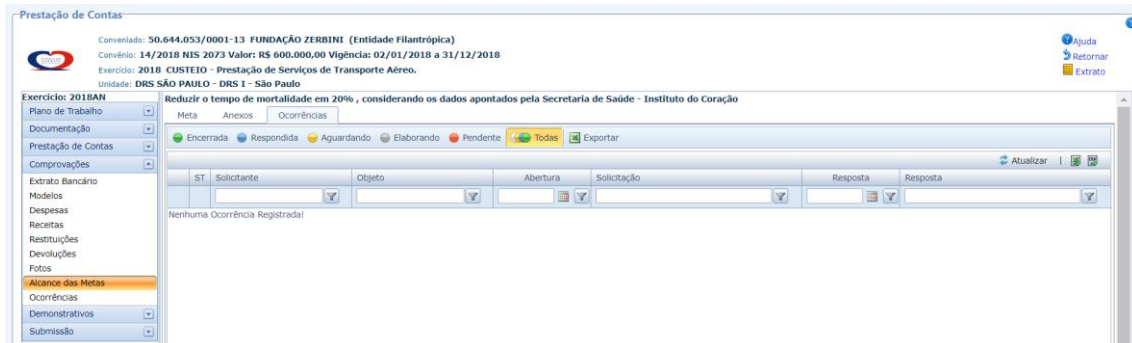 Prestação de Contas
Conveniado: 50.644.053/0001-13 FUNDAÇÃO ZERBINI (Entidade Filantrópica)
Convênio: 14/2018 NIS 2073 Valor: R$ 600.000,00 Vigência: 02/01/2018 a 31/12/2018
Exercício: 2018 CUSTEIO - Prestação de Serviços de Transporte Aéreo.
Unidade: DRS SÃO PAULO - DRS I - São Paulo
Ajuda
Retornar
Extrato
Exercício: 2018AN
Plano de Trabalho
Documentação
Prestação de Contas
Comprovações
Extrato Bancário
Modelos
Despesas
Receitas
Restituições
Devoluções
Fotos
Alcance das Metas
Ocorrências
Demonstrativos
Submissão
Reduzir o tempo de mortalidade em 20% , considerando os dados apontados pela Secretaria de Saúde - Instituto do Coração
Meta Anexos Ocorrências
Encerrada Respondida Aguardando Elaborando Pendente Todas Exportar
Atualizar |
ST Solicitante Objeto Abertura Solicitação Resposta Resposta
Nenhuma Ocorrência Registrada!